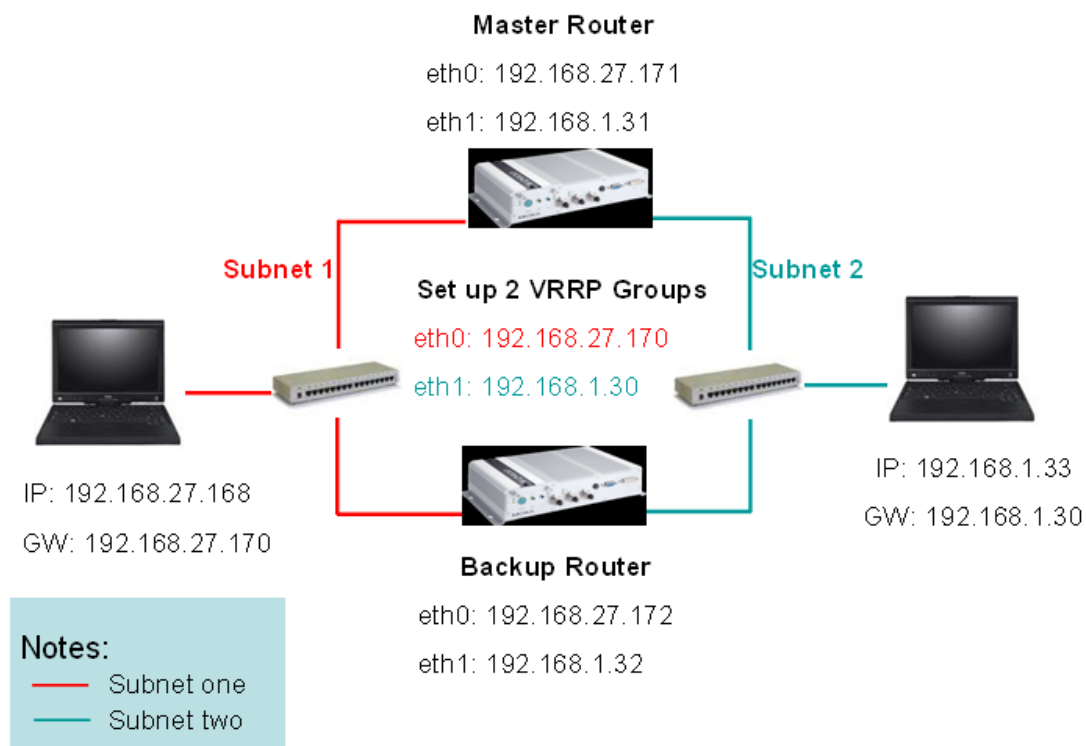 Master Router
eth0: 192.168.27.171
eth1: 192.168.1.31
Subnet 1
Subnet 2
Set up 2 VRRP Groups
eth0: 192.168.27.170
eth1: 192.168.1.30
IP: 192.168.27.168
GW: 192.168.27.170
IP: 192.168.1.33
GW: 192.168.1.30
Backup Router
eth0: 192.168.27.172
eth1: 192.168.1.32
Notes:
Subnet one
Subnet two